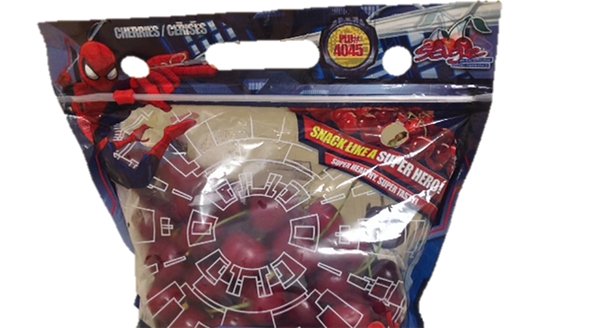 CHERRIES / CERISES
PLU#
4045
SNACK LIKE A SUPER HERO!
SUPER HEALTHY SUPER TASTY!